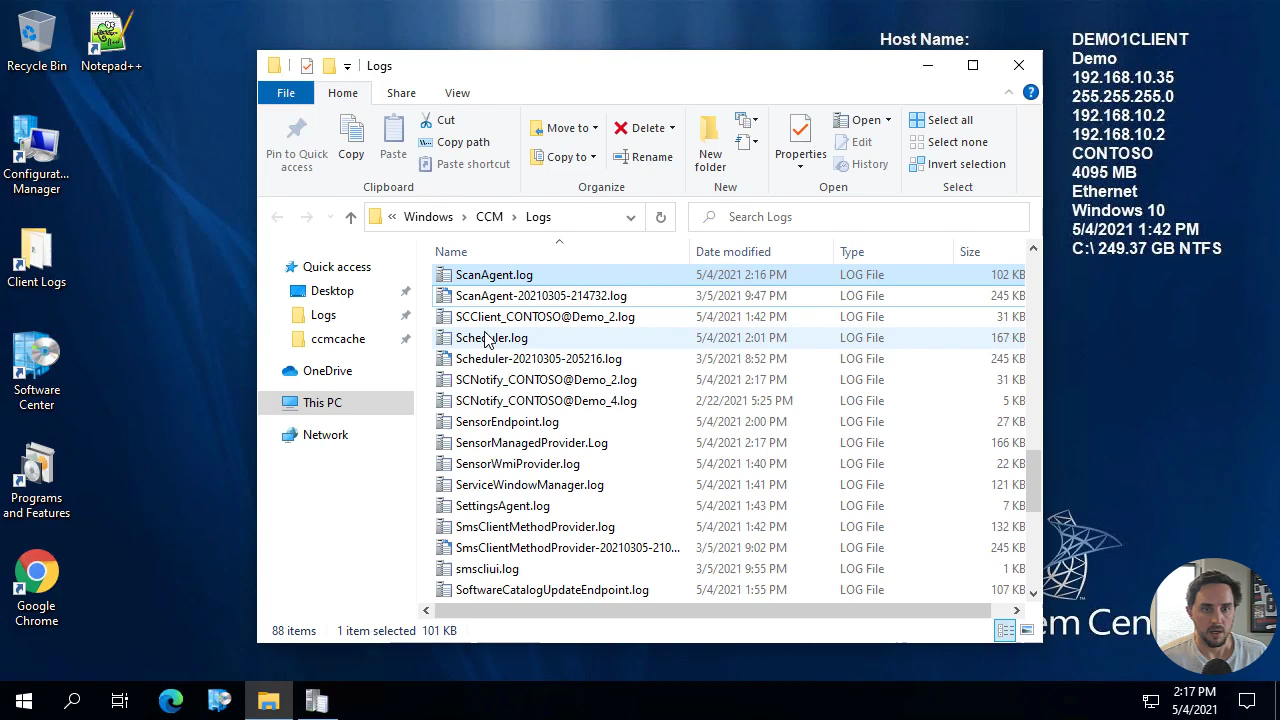 Recycle Bin
Notepad++
Configurat...
Manager
Client Logs
Software
Center
Programs
and Features
Google
Chrome
Host Name:
DEMO1CLIENT
Demo
192.168.10.35
255.255.255.0
192.168.10.2
192.168.10.2
CONTOSO
4095 MB
Ethernet
Windows 10
5/4/2021 1:42 PM
C:\ 249.37 GB NTFS
Logs
File Home Share View
Pin to Quick
access
Copy
Paste
Cut
Copy path
Paste shortcut
Clipboard
Move to
Copy to
Delete
Rename
Organize
New
folder
New
Properties
Open
Edit
History
Open
Select all
Select none
Invert selection
Select
« Windows > CCM > Logs
Search Logs
Quick access
Desktop
Logs
ccmcache
OneDrive
This PC
Network
Name Date modified Type Size
ScanAgent.log 5/4/2021 2:16 PM LOG File 102 KB
ScanAgent-20210305-214732.log 3/5/2021 9:47 PM LOG File 245 KB
SCClient_CONTOSO@Demo_2.log 5/4/2021 1:42 PM LOG File 31 KB
Scheduler.log 5/4/2021 2:01 PM LOG File 167 KB
Scheduler-20210305-205216.log 3/5/2021 8:52 PM LOG File 245 KB
SCNotify_CONTOSO@Demo_2.log 5/4/2021 2:17 PM LOG File 31 KB
SCNotify_CONTOSO@Demo_4.log 2/22/2021 5:25 PM LOG File 5 KB
SensorEndpoint.log 5/4/2021 2:00 PM LOG File 27 KB
SensorManagedProvider.Log 5/4/2021 2:17 PM LOG File 166 KB
SensorWmiProvider.log 5/4/2021 1:40 PM LOG File 22 KB
ServiceWindowManager.log 5/4/2021 1:41 PM LOG File 121 KB
SettingsAgent.log 5/4/2021 1:43 PM LOG File 7 KB
SmsClientMethodProvider.log 5/4/2021 1:42 PM LOG File 132 KB
SmsClientMethodProvider-20210305-210... 3/5/2021 9:02 PM LOG File 245 KB
smscliui.log 3/5/2021 9:55 PM LOG File 1 KB
SoftwareCatalogUpdateEndpoint.log 5/4/2021 1:55 PM LOG File 107 KB
88 items 1 item selected 101 KB
em Cen
2:17 PM
5/4/2021